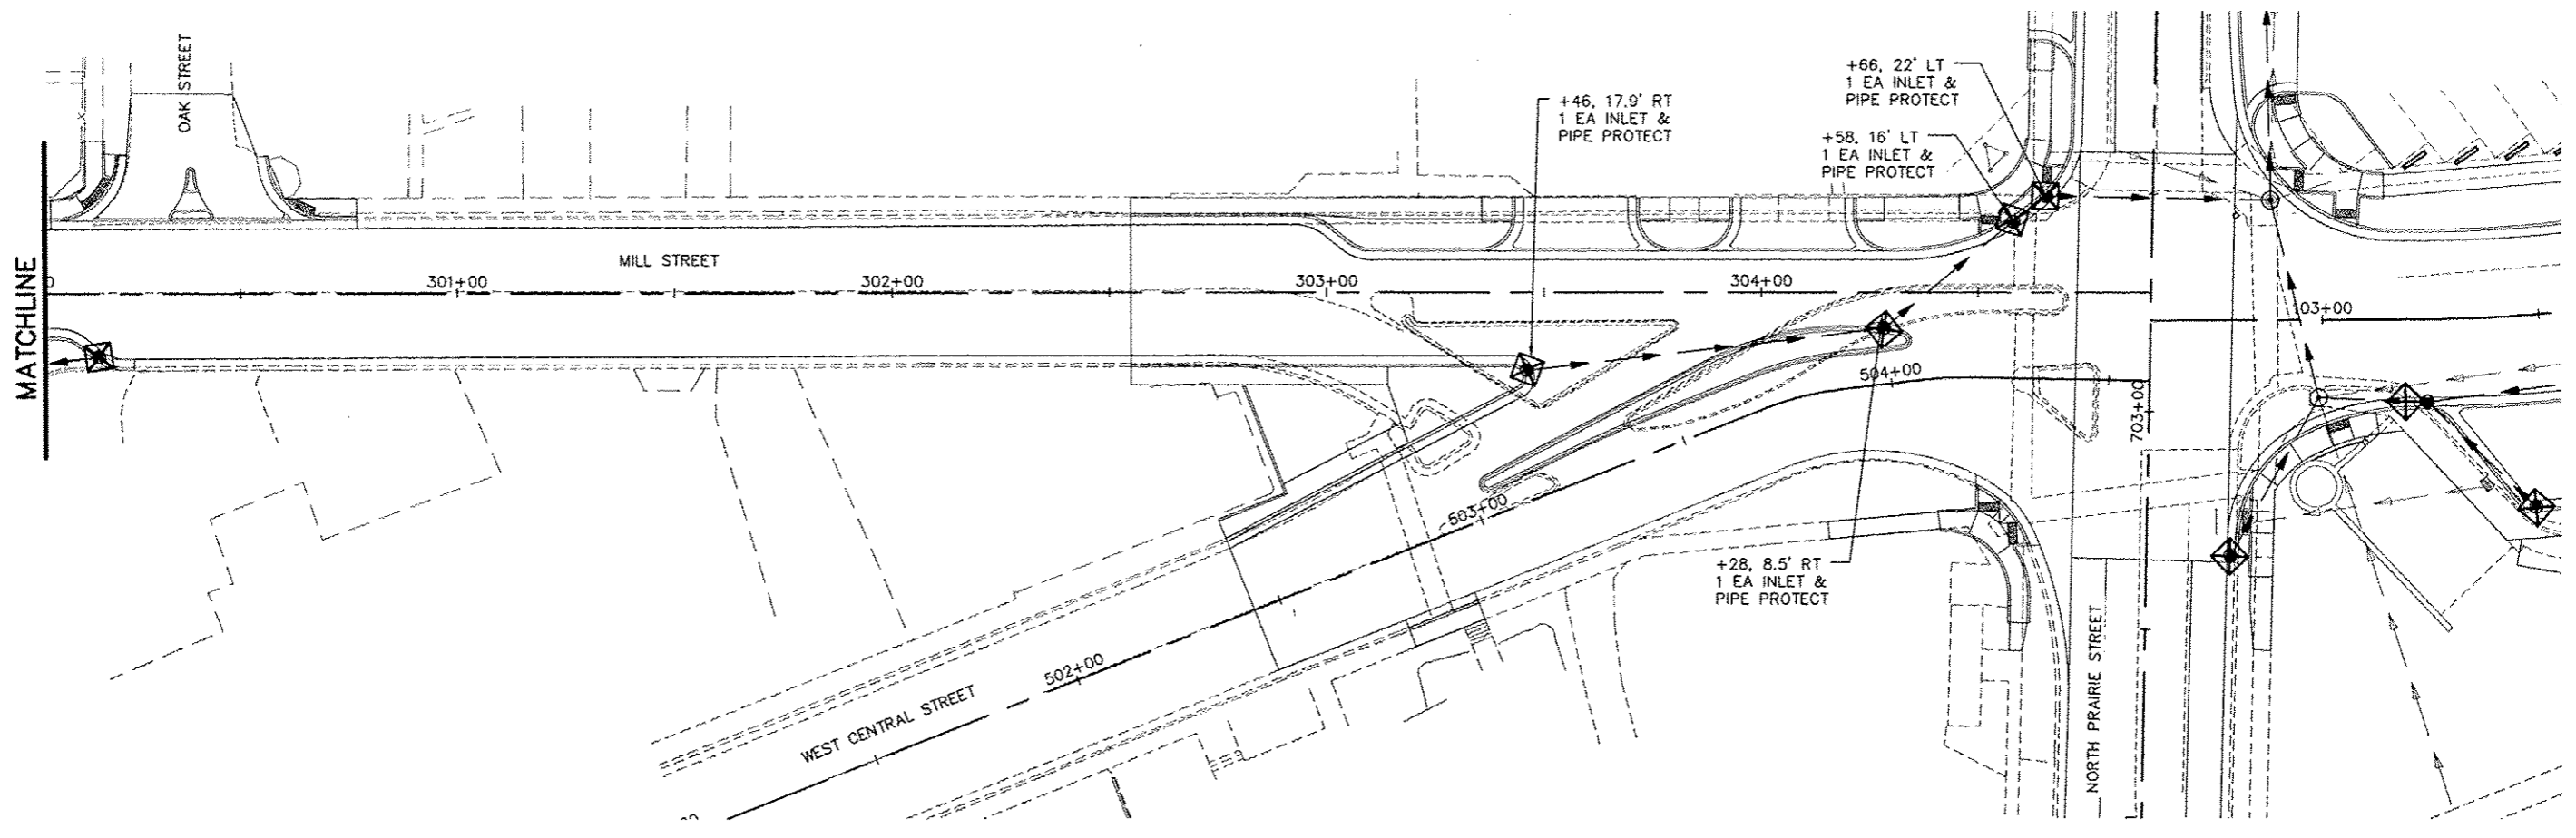 OAK STREET
+46, 17.9' RT
1 EA INLET &
PIPE PROTECT
+66, 22' LT
1 EA INLET &
PIPE PROTECT
+58, 16' LT
1 EA INLET &
PIPE PROTECT
MATCHLINE
MILL STREET
301+00
302+00
303+00
304+00
103+00
504+00
703+00
503+00
+28, 8.5' RT
1 EA INLET &
PIPE PROTECT
502+00
WEST CENTRAL STREET
NORTH PRAIRIE STREET